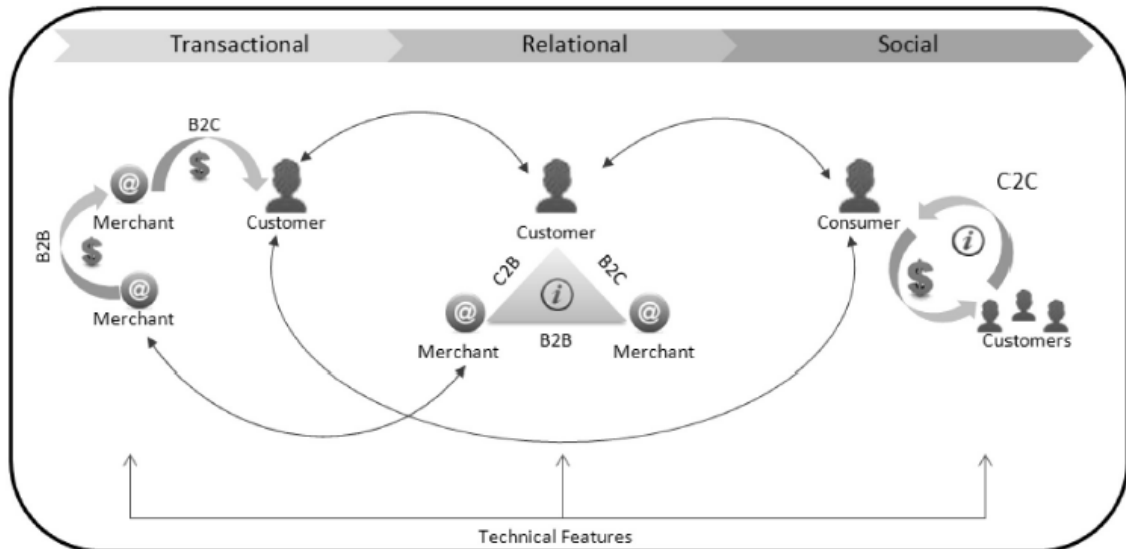 Transactional
Relational
Social
B2C
$
@
Merchant
Customer
B2B
$
@
Merchant
Customer
C2B
B2C
i
@
Merchant
B2B
@
Merchant
Consumer
C2C
i
$
Customers
Technical Features